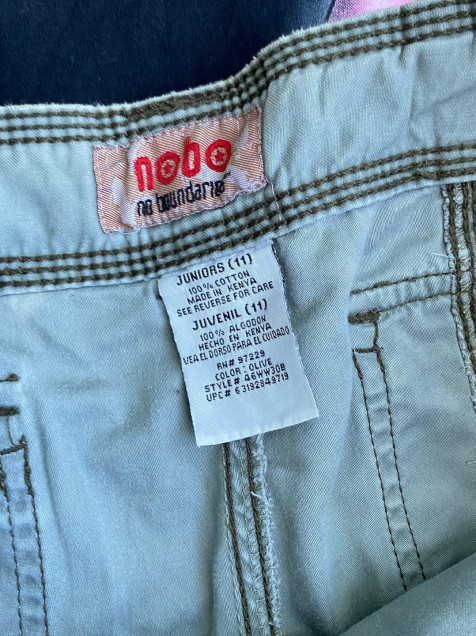 nobo
no boundaries
JUNIORS (11)
100% COTTON
MADE IN KENYA
SEE REVERSE FOR CARE
JUVENIL (11)
100% ALGODON
HECHO EN KENYA
VEA EL DORSO PARA EL CUIDADO
RN# 97229
COLOR: OLIVE
STYLE# 46WW30B
UPC# 63192849719